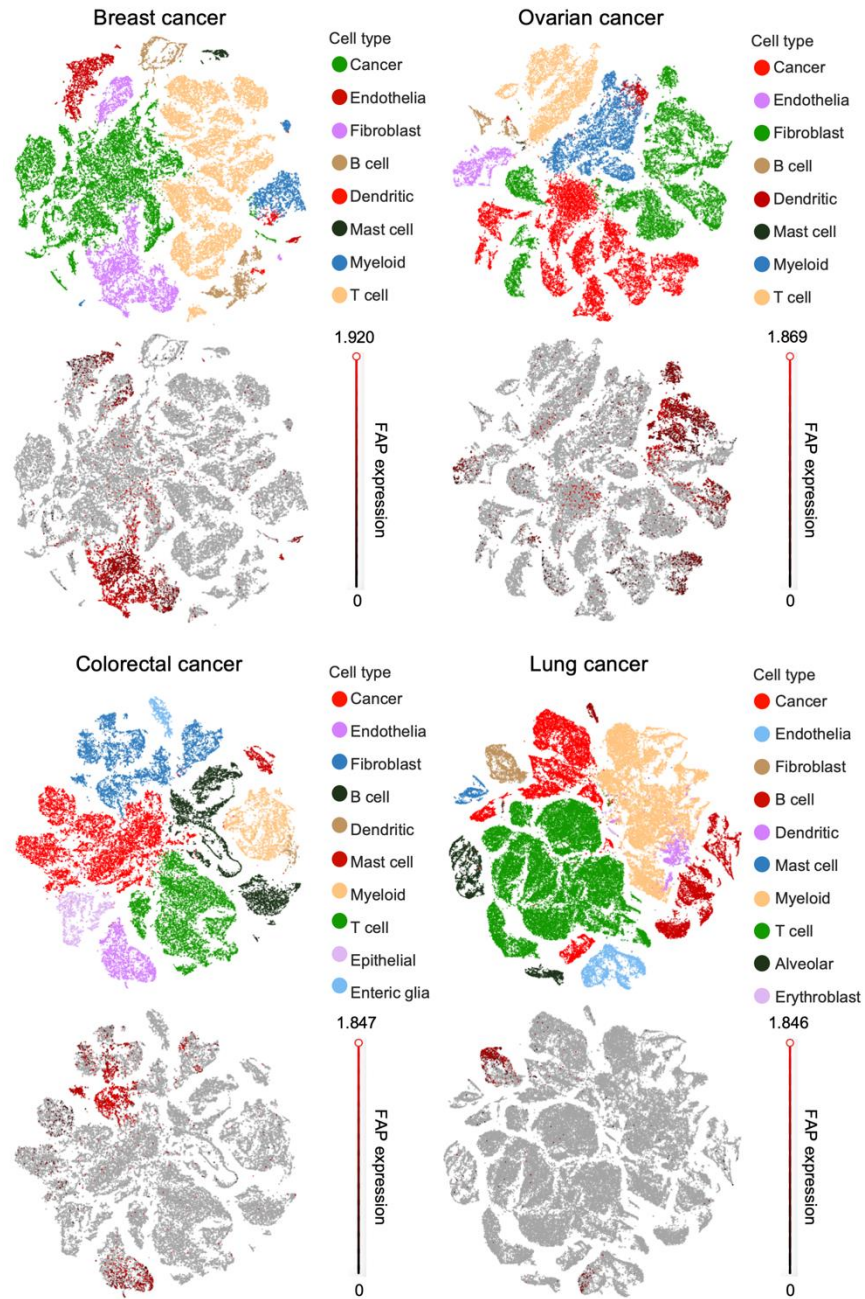 Breast cancer
Cell type
Cancer
Endothelia
Fibroblast
B cell
Dendritic
Mast cell
Myeloid
T cell
1.920
FAP expression
0
Ovarian cancer
Cell type
Cancer
Endothelia
Fibroblast
B cell
Dendritic
Mast cell
Myeloid
T cell
1.869
FAP expression
0
Colorectal cancer
Cell type
Cancer
Endothelia
Fibroblast
B cell
Dendritic
Mast cell
Myeloid
T cell
Epithelial
Enteric glia
1.847
FAP expression
0
Lung cancer
Cell type
Cancer
Endothelia
Fibroblast
B cell
Dendritic
Mast cell
Myeloid
T cell
Alveolar
Erythroblast
1.846
FAP expression
0